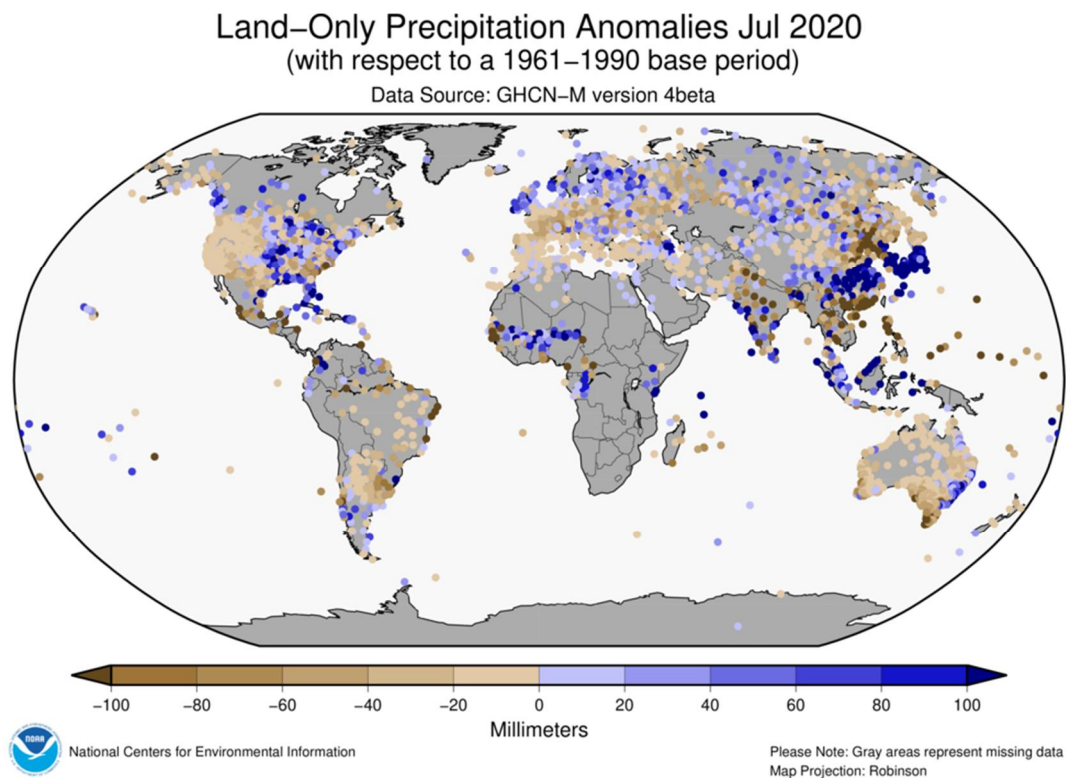 Land−Only Precipitation Anomalies Jul 2020
(with respect to a 1961−1990 base period)
Data Source: GHCN−M version 4beta
−100 −80 −60 −40 −20 0 20 40 60 80 100
Millimeters
NOAA
National Centers for Environmental Information
Please Note: Gray areas represent missing data
Map Projection: Robinson